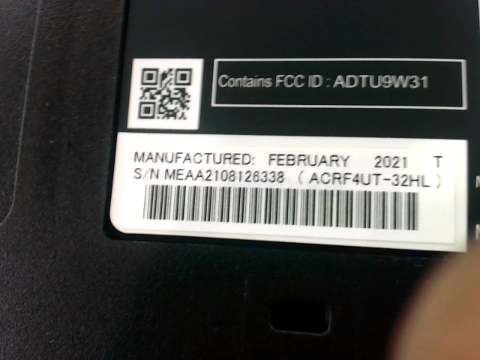 Contains FCC ID : ADTU9W31
MANUFACTURED: FEBRUARY 2021 T
S/N MEAA2108126338 ( ACRF4UT-32HL )